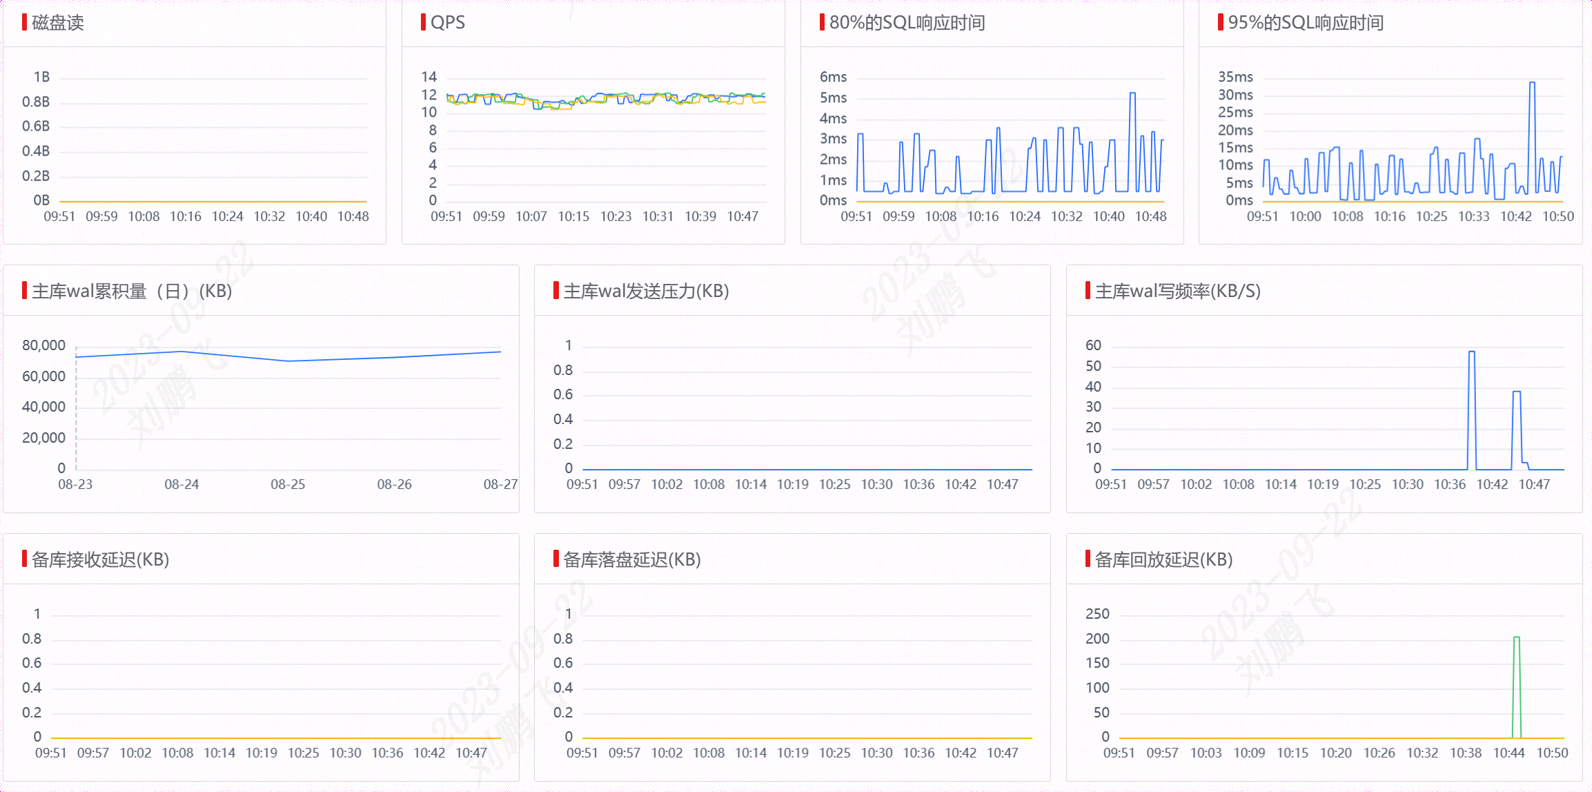 磁盘读
QPS
80%的SQL响应时间
95%的SQL响应时间
1B
0.8B
0.6B
0.4B
0.2B
0B
09:51 09:59 10:08 10:16 10:24 10:32 10:40 10:48
14
12
10
8
6
4
2
0
09:51 09:59 10:07 10:15 10:23 10:31 10:39 10:47
6ms
5ms
4ms
3ms
2ms
1ms
0ms
09:51 09:59 10:08 10:16 10:24 10:32 10:40 10:48
35ms
30ms
25ms
20ms
15ms
10ms
5ms
0ms
09:51 10:00 10:08 10:16 10:25 10:33 10:42 10:50
主库wal累积量（日）(KB)
主库wal发送压力(KB)
主库wal写频率(KB/S)
80,000
60,000
40,000
20,000
0
08-23 08-24 08-25 08-26 08-27
1
0.8
0.6
0.4
0.2
0
09:51 09:57 10:02 10:08 10:14 10:19 10:25 10:30 10:36 10:42 10:47
60
50
40
30
20
10
0
09:51 09:57 10:02 10:08 10:14 10:19 10:25 10:30 10:36 10:42 10:47
备库接收延迟(KB)
备库落盘延迟(KB)
备库回放延迟(KB)
1
0.8
0.6
0.4
0.2
0
09:51 09:57 10:02 10:08 10:14 10:19 10:25 10:30 10:36 10:42 10:47
1
0.8
0.6
0.4
0.2
0
09:51 09:57 10:02 10:08 10:14 10:19 10:25 10:30 10:36 10:42 10:47
250
200
150
100
50
0
09:51 09:57 10:03 10:09 10:15 10:20 10:26 10:32 10:38 10:44 10:50
2023-09-22
刘鹏飞
2023-09-22
刘鹏飞
2023-09-22
刘鹏飞
2023-09-22
刘鹏飞